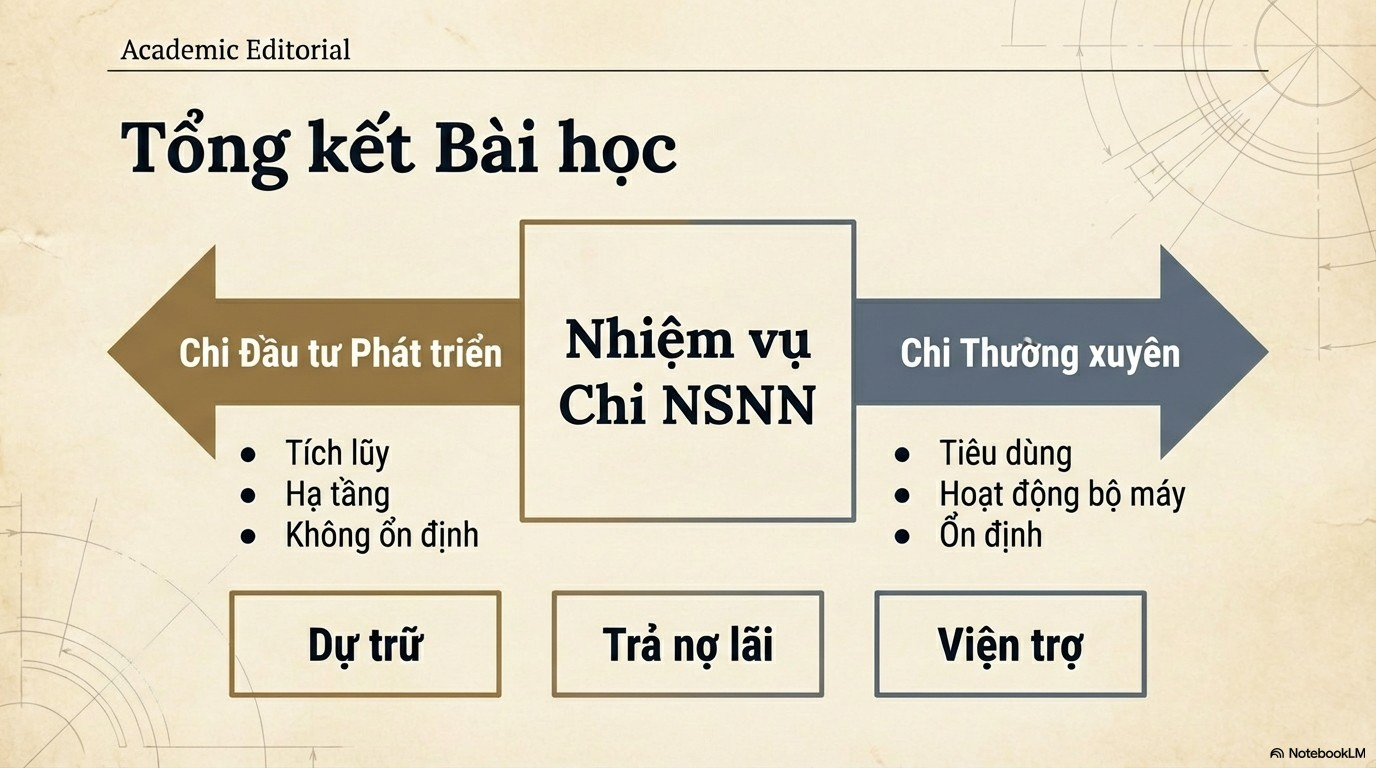 Academic Editorial
Tổng kết Bài học
Chi Đầu tư Phát triển
• Tích lũy
• Hạ tầng
• Không ổn định
Nhiệm vụ
Chi NSNN
Chi Thường xuyên
• Tiêu dùng
• Hoạt động bộ máy
• Ổn định
Dự trữ
Trả nợ lãi
Viện trợ
NotebookLM